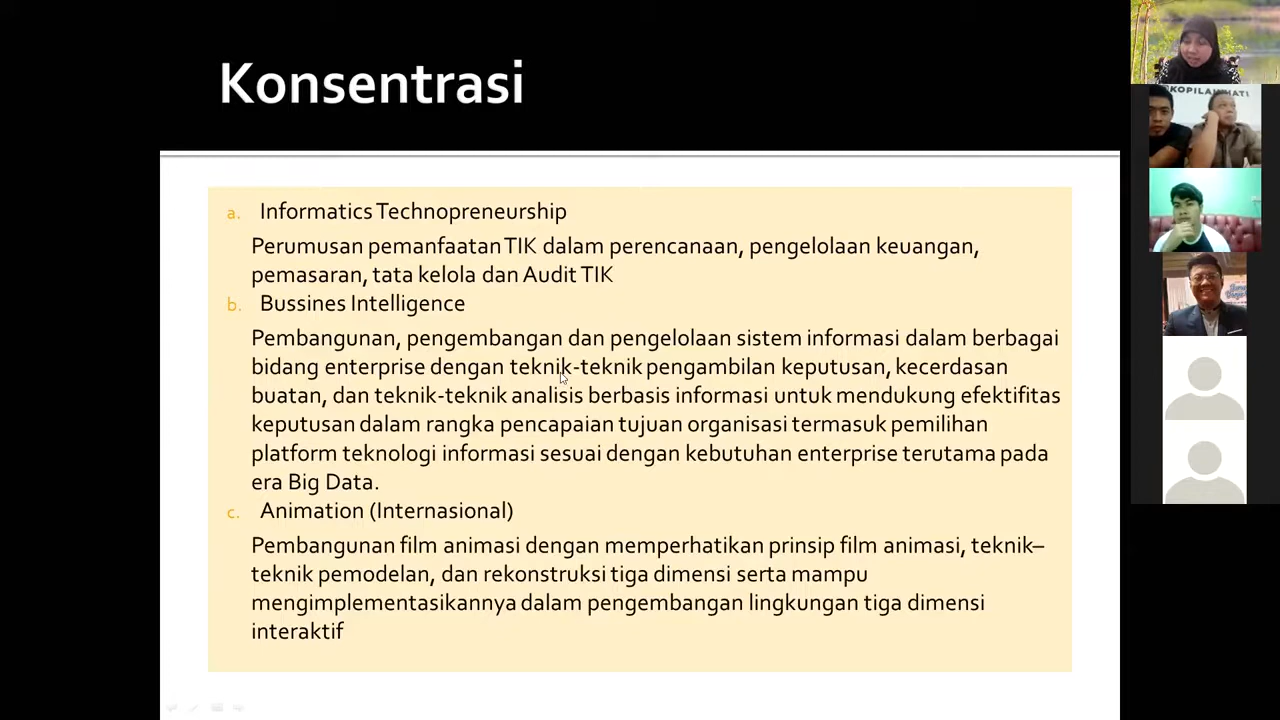 Konsentrasi
a. Informatics Technopreneurship
Perumusan pemanfaatan TIK dalam perencanaan, pengelolaan keuangan,
pemasaran, tata kelola dan Audit TIK
b. Bussines Intelligence
Pembangunan, pengembangan dan pengelolaan sistem informasi dalam berbagai
bidang enterprise dengan teknik-teknik pengambilan keputusan, kecerdasan
buatan, dan teknik-teknik analisis berbasis informasi untuk mendukung efektifitas
keputusan dalam rangka pencapaian tujuan organisasi termasuk pemilihan
platform teknologi informasi sesuai dengan kebutuhan enterprise terutama pada
era Big Data.
c. Animation (Internasional)
Pembangunan film animasi dengan memperhatikan prinsip film animasi, teknik–
teknik pemodelan, dan rekonstruksi tiga dimensi serta mampu
mengimplementasikannya dalam pengembangan lingkungan tiga dimensi
interaktif